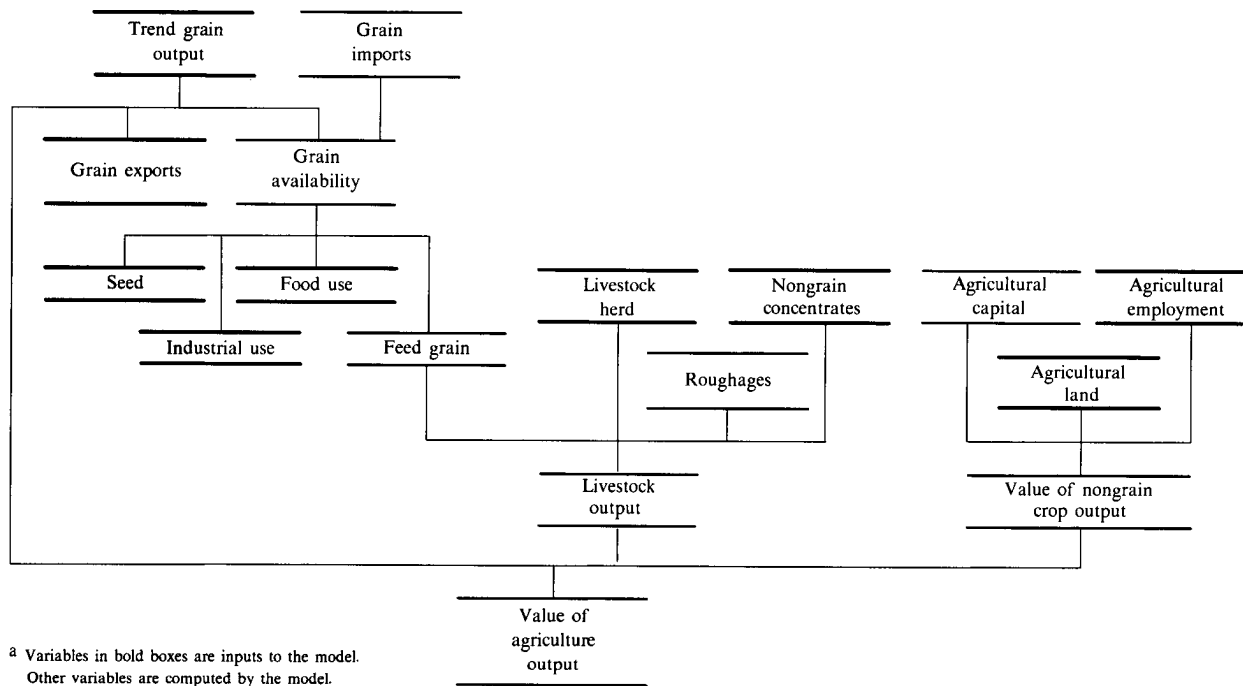 Trend grain
output
Grain
imports
Grain exports
Grain
availability
Seed
Food use
Industrial use
Feed grain
Livestock
herd
Nongrain
concentrates
Agricultural
capital
Agricultural
employment
Roughages
Agricultural
land
Livestock
output
Value of nongrain
crop output
Value of
agriculture
output
a Variables in bold boxes are inputs to the model.
Other variables are computed by the model.